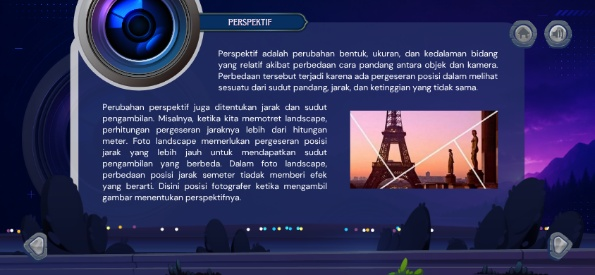 PERSPEKTIF
Perspektif adalah perubahan bentuk, ukuran, dan kedalaman bidang
yang relatif akibat perbedaan cara pandang antara objek dan kamera.
Perbedaan tersebut terjadi karena ada pergeseran posisi dalam melihat
sesuatu dari sudut pandang, jarak, dan ketinggian yang tidak sama.
Perubahan perspektif juga ditentukan jarak dan sudut
pengambilan. Misalnya, ketika kita memotret landscape,
perhitungan pergeseran jaraknya lebih dari hitungan
meter. Foto landscape memerlukan pergeseran posisi
jarak yang lebih jauh untuk mendapatkan sudut
pengambilan yang berbeda. Dalam foto landscape,
perbedaan posisi jarak semeter tiadak memberi efek
yang berarti. Disini posisi fotografer ketika mengambil
gambar menentukan perspektifnya.